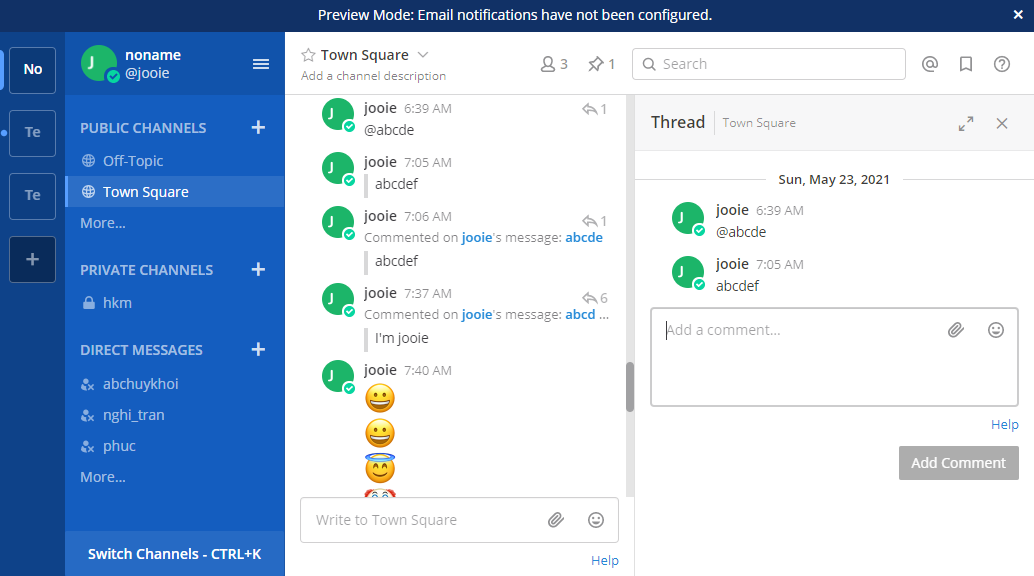 Preview Mode: Email notifications have not been configured.
No
Te
Te
J
noname
@jooie
PUBLIC CHANNELS
Off-Topic
Town Square
More...
PRIVATE CHANNELS
hkm
DIRECT MESSAGES
abchuykhoi
nghi_tran
phuc
More...
Switch Channels - CTRL+K
Town Square
Add a channel description
3
1
Search
J
jooie 6:39 AM
1
@abcde
J
jooie 7:05 AM
abcdef
J
jooie 7:06 AM
1
Commented on jooie's message: abcde
abcdef
J
jooie 7:37 AM
6
Commented on jooie's message: abcd ...
I'm jooie
J
jooie 7:40 AM
Write to Town Square
Help
Thread
Town Square
Sun, May 23, 2021
J
jooie 6:39 AM
@abcde
J
jooie 7:05 AM
abcdef
Add a comment...
Help
Add Comment